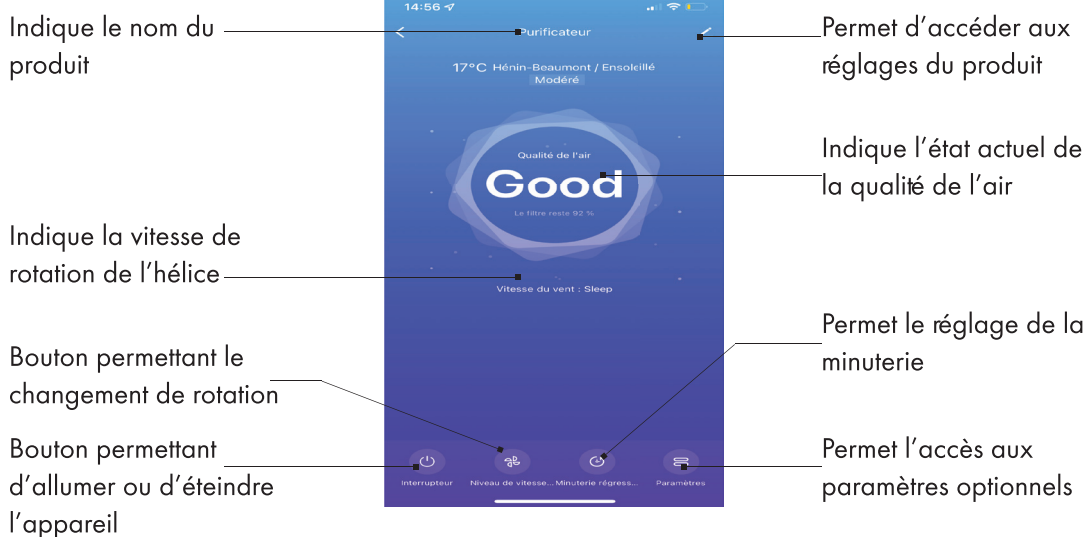 Indique le nom du
produit
Indique la vitesse de
rotation de l'hélice
Bouton permettant le
changement de rotation
Bouton permettant
d'allumer ou d'éteindre
l'appareil
14:56
Purificateur
17°C Hénin-Beaumont / Ensoleillé
Modéré
Qualité de l'air
Good
Le filtre reste 92 %
Vitesse du vent : Sleep
Interrupteur
Niveau de vitesse...
Minuterie régress...
Paramètres
Permet d'accéder aux
réglages du produit
Indique l'état actuel de
la qualité de l'air
Permet le réglage de la
minuterie
Permet l'accès aux
paramètres optionnels